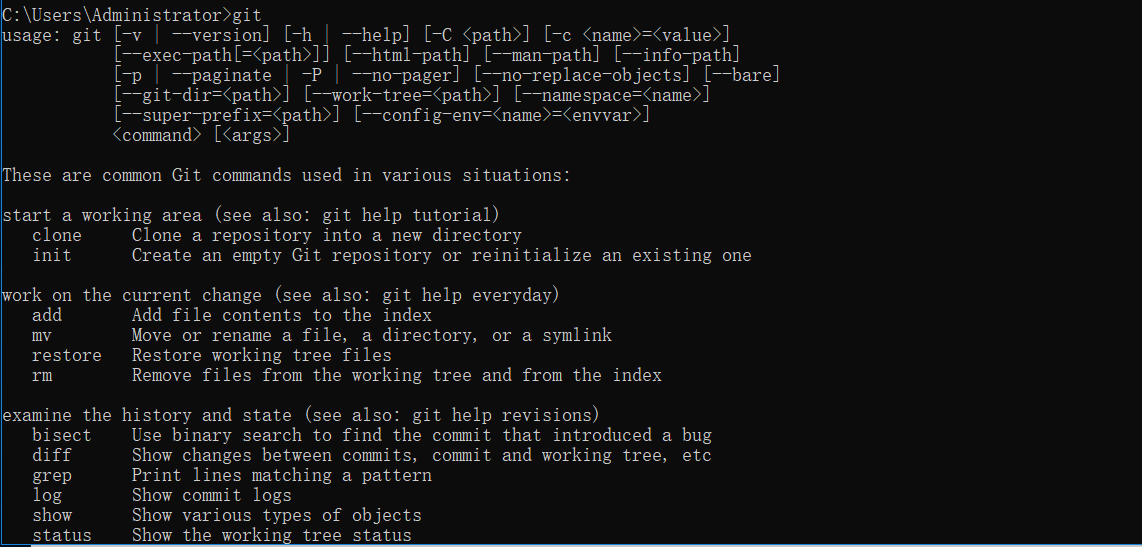 C:\Users\Administrator>git
usage: git [-v | --version] [-h | --help] [-C <path>] [-c <name>=<value>]
           [--exec-path[=<path>]] [--html-path] [--man-path] [--info-path]
           [-p | --paginate | -P | --no-pager] [--no-replace-objects] [--bare]
           [--git-dir=<path>] [--work-tree=<path>] [--namespace=<name>]
           [--super-prefix=<path>] [--config-env=<name>=<envvar>]
           <command> [<args>]

These are common Git commands used in various situations:

start a working area (see also: git help tutorial)
   clone     Clone a repository into a new directory
   init      Create an empty Git repository or reinitialize an existing one

work on the current change (see also: git help everyday)
   add       Add file contents to the index
   mv        Move or rename a file, a directory, or a symlink
   restore   Restore working tree files
   rm        Remove files from the working tree and from the index

examine the history and state (see also: git help revisions)
   bisect    Use binary search to find the commit that introduced a bug
   diff      Show changes between commits, commit and working tree, etc
   grep      Print lines matching a pattern
   log       Show commit logs
   show      Show various types of objects
   status    Show the working tree status